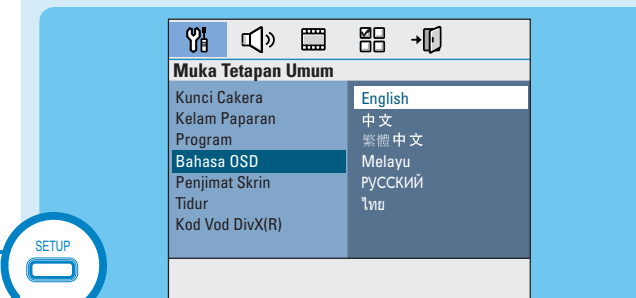 Muka Tetapan Umum
Kunci Cakera
Kelam Paparan
Program
Bahasa OSD
Penjimat Skrin
Tidur
Kod Vod DivX(R)
English
中文
繁體中文
Melayu
РУССКИЙ
ไทย
SETUP